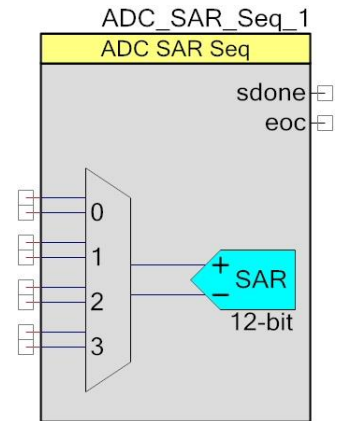 ADC_SAR_Seq_1
ADC SAR Seq
sdone
eoc
0
1
2
3
+
SAR
−
12-bit